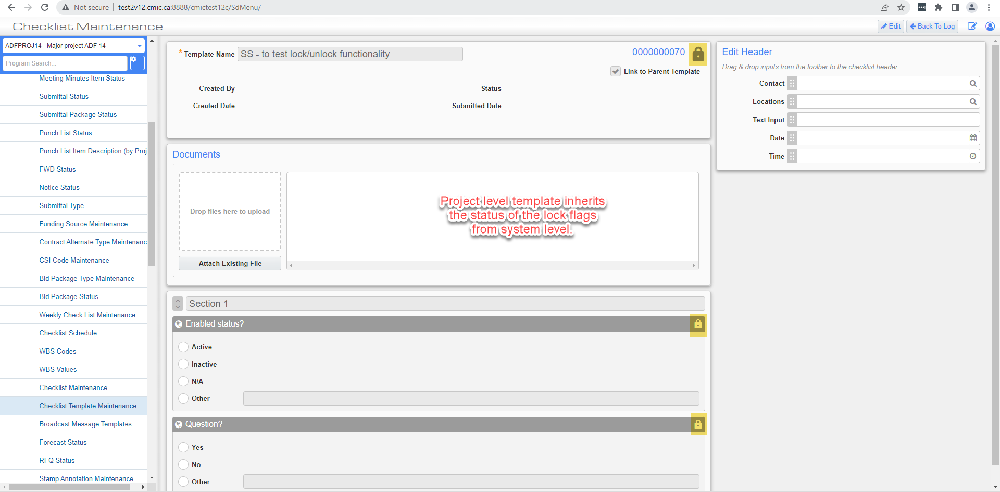 Not secure
test2v12.cmic.ca:8888/cmictest12c/SdMenu/
Checklist Maintenance
Edit
Back To Log
ADFPROJ14 - Major project ADF 14
Program Search...
Meeting Minutes Item Status
Submittal Status
Submittal Package Status
Punch List Status
Punch List Item Description (by Proj
FWD Status
Notice Status
Submittal Type
Funding Source Maintenance
Contract Alternate Type Maintenanc
CSI Code Maintenance
Bid Package Type Maintenance
Bid Package Status
Weekly Check List Maintenance
Checklist Schedule
WBS Codes
WBS Values
Checklist Maintenance
Checklist Template Maintenance
Broadcast Message Templates
Forecast Status
RFQ Status
Stamp Annotation Maintenance
*Template Name
SS - to test lock/unlock functionality
0000000070
Link to Parent Template
Created By
Status
Created Date
Submitted Date
Documents
Drop files here to upload
Attach Existing File
Project level template inherits
the status of the lock flags
from system level.
Section 1
Enabled status?
Active
Inactive
N/A
Other
Question?
Yes
No
Other
Edit Header
Drag & drop inputs from the toolbar to the checklist header...
Contact
Locations
Text Input
Date
Time